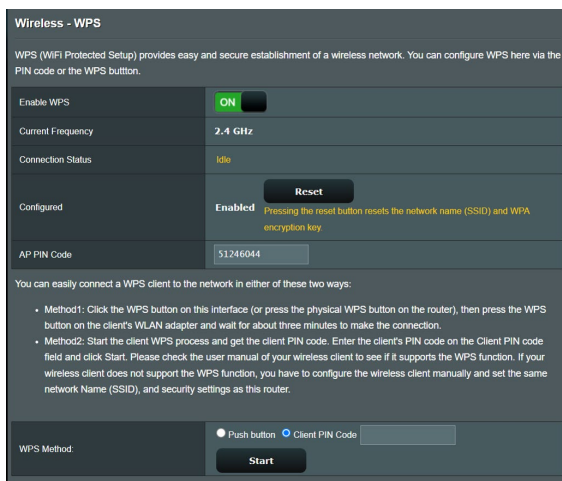 Wireless - WPS
WPS (WiFi Protected Setup) provides easy and secure establishment of a wireless network. You can configure WPS here via the
PIN code or the WPS buttton.
Enable WPS
ON
Current Frequency
2.4 GHz
Connection Status
Idle
Configured
Enabled
Reset
Pressing the reset button resets the network name (SSID) and WPA
encryption key.
AP PIN Code
51246044
You can easily connect a WPS client to the network in either of these two ways:
• Method1: Click the WPS button on this interface (or press the physical WPS button on the router), then press the WPS
button on the client's WLAN adapter and wait for about three minutes to make the connection.
• Method2: Start the client WPS process and get the client PIN code. Enter the client's PIN code on the Client PIN code
field and click Start. Please check the user manual of your wireless client to see if it supports the WPS function. If your
wireless client does not support the WPS function, you have to configure the wireless client manually and set the same
network Name (SSID), and security settings as this router.
WPS Method:
Push button Client PIN Code
Start